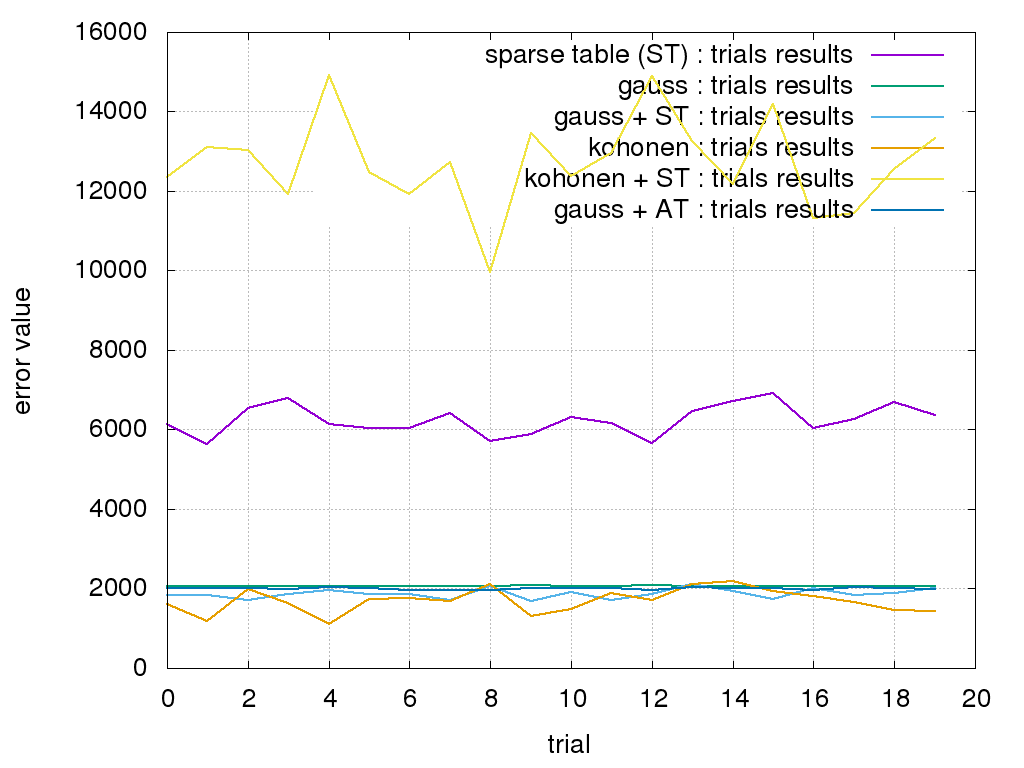 16000
14000
12000
10000
8000
6000
4000
2000
0
error value
sparse table (ST) : trials results
gauss : trials results
gauss + ST : trials results
kohonen : trials results
kohonen + ST : trials results
gauss + AT : trials results
0 2 4 6 8 10 12 14 16 18 20
trial